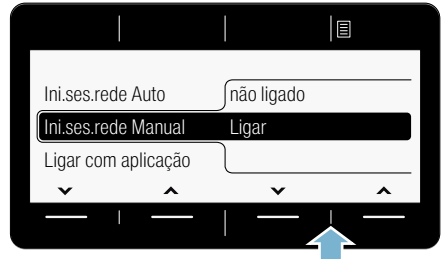 Ini.ses.rede Auto
não ligado
Ini.ses.rede Manual
Ligar
Ligar com aplicação